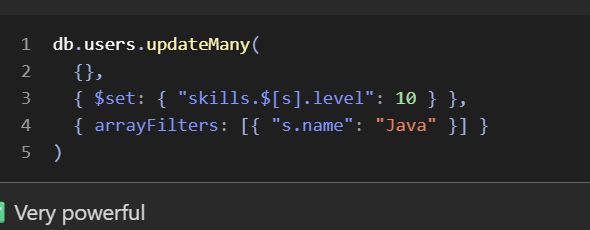 1 db.users.updateMany(
2 {},
3 { $set: { "skills.$[s].level": 10 } },
4 { arrayFilters: [{ "s.name": "Java" }] }
5 )
Very powerful